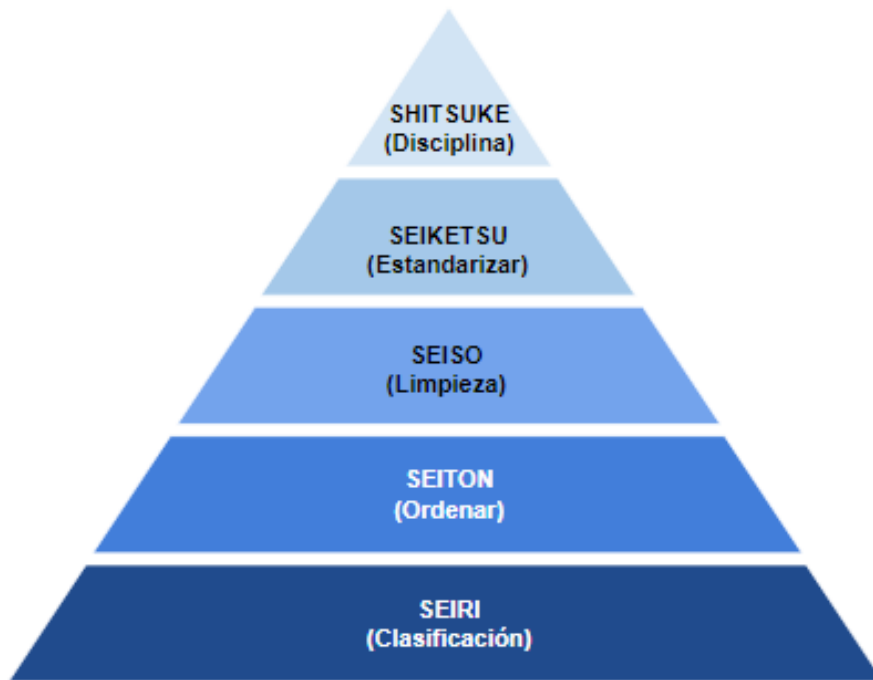 SHITSUKE
(Disciplina)
SEIKETSU
(Estandarizar)
SEISO
(Limpieza)
SEITON
(Ordenar)
SEIRI
(Clasificación)